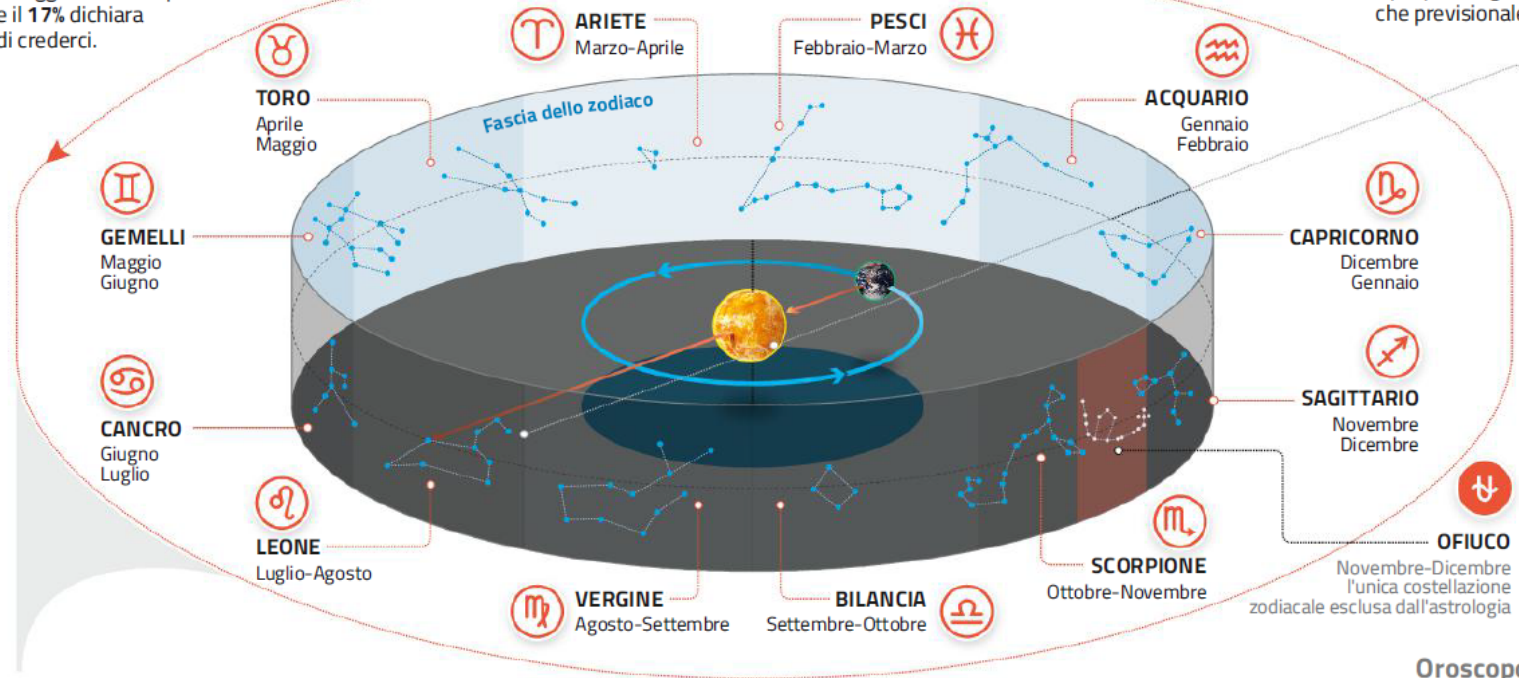 e il 17% dichiara
di crederci.
che previsionale
ARIETE
Marzo-Aprile
PESCI
Febbraio-Marzo
TORO
Aprile
Maggio
Fascia dello zodiaco
ACQUARIO
Gennaio
Febbraio
GEMELLI
Maggio
Giugno
CAPRICORNO
Dicembre
Gennaio
CANCRO
Giugno
Luglio
SAGITTARIO
Novembre
Dicembre
LEONE
Luglio-Agosto
VERGINE
Agosto-Settembre
BILANCIA
Settembre-Ottobre
SCORPIONE
Ottobre-Novembre
OFIUCO
Novembre-Dicembre
l'unica costellazione
zodiacale esclusa dall'astrologia